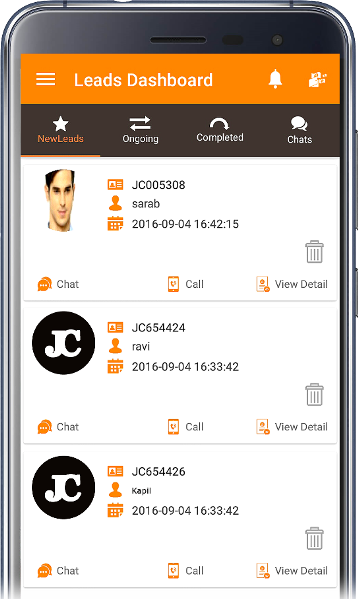 Leads Dashboard
NewLeads
Ongoing
Completed
Chats
JC005308
sarab
2016-09-04 16:42:15
Chat
Call
View Detail
JC
JC654424
ravi
2016-09-04 16:33:42
Chat
Call
View Detail
JC
JC654426
Kapil
2016-09-04 16:33:42
Chat
Call
View Detail